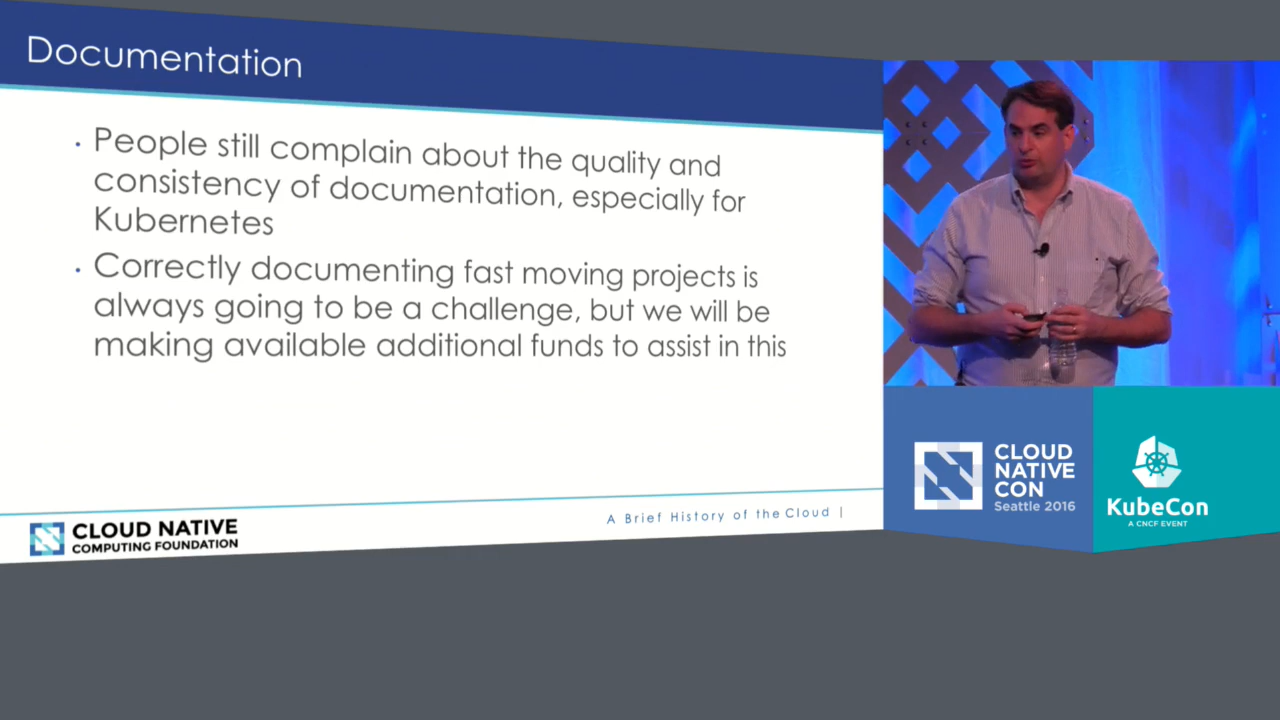 Documentation
· People still complain about the quality and
consistency of documentation, especially for
Kubernetes
· Correctly documenting fast moving projects is
always going to be a challenge, but we will be
making available additional funds to assist in this
CLOUD NATIVE
COMPUTING FOUNDATION
A Brief History of the Cloud |
CLOUD
NATIVE
CON
Seattle 2016
KubeCon
A CNCF EVENT